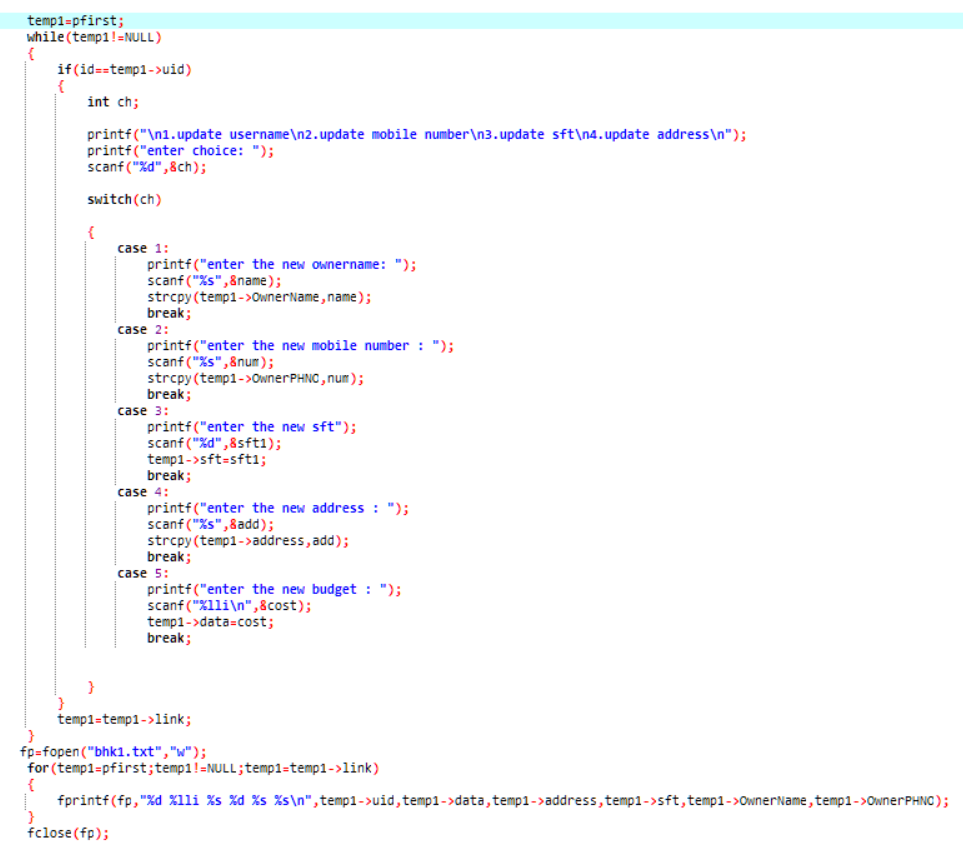 temp1=pfirst;
while(temp1!=NULL)
{
if(id==temp1->uid)
{
int ch;
printf("\n1.update username\n2.update mobile number\n3.update sft\n4.update address\n");
printf("enter choice: ");
scanf("%d",&ch);
switch(ch)
{
case 1:
printf("enter the new ownername: ");
scanf("%s",&name);
strcpy(temp1->OwnerName,name);
break;
case 2:
printf("enter the new mobile number : ");
scanf("%s",&num);
strcpy(temp1->OwnerPHNO,num);
break;
case 3:
printf("enter the new sft");
scanf("%d",&sft1);
temp1->sft=sft1;
break;
case 4:
printf("enter the new address : ");
scanf("%s",&add);
strcpy(temp1->address,add);
break;
case 5:
printf("enter the new budget : ");
scanf("%lli\n",&cost);
temp1->data=cost;
break;
}
}
temp1=temp1->link;
}
fp=fopen("bhk1.txt","w");
for(temp1=pfirst;temp1!=NULL;temp1=temp1->link)
{
fprintf(fp,"%d %lli %s %d %s %s\n",temp1->uid,temp1->data,temp1->address,temp1->sft,temp1->OwnerName,temp1->OwnerPHNO);
}
fclose(fp);